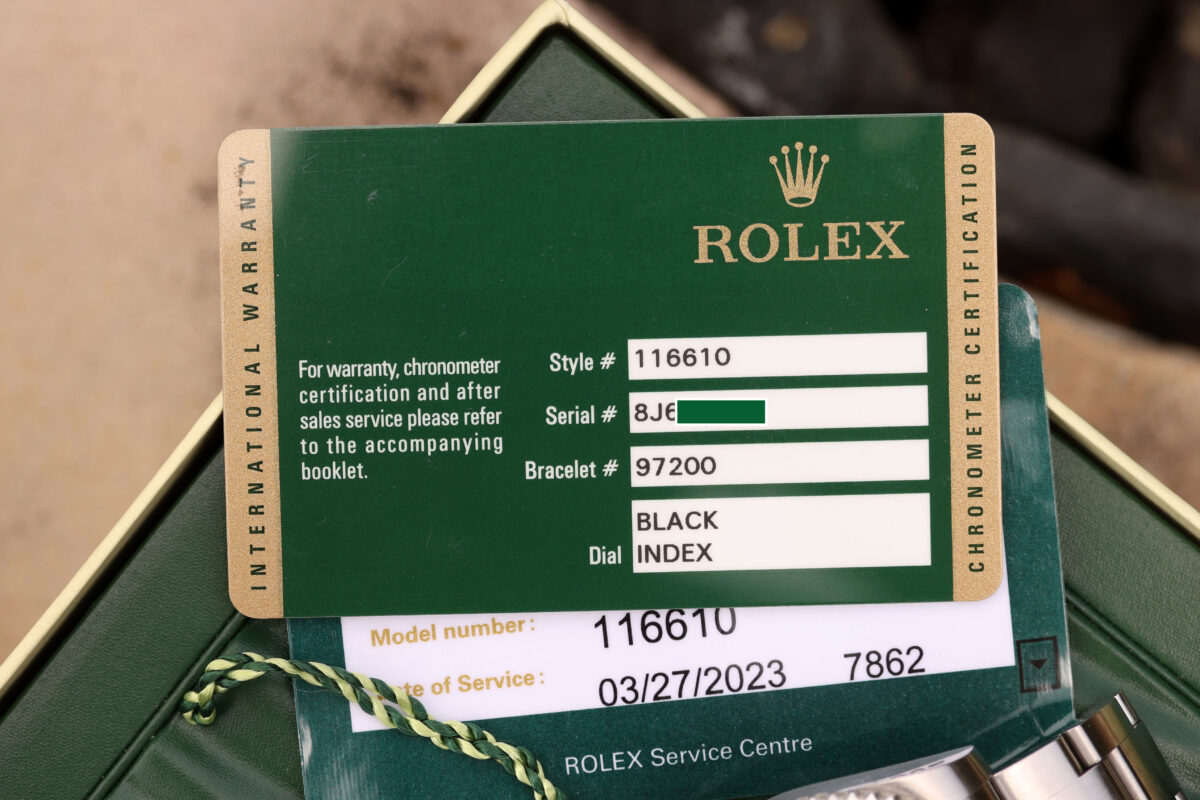 INTERNATIONAL WARRANTY
ROLEX
For warranty, chronometer
certification and after
sales service please refer
to the accompanying
booklet.
Style # 116610
Serial # 8J6
Bracelet # 97200
Dial BLACK
INDEX
CHRONOMETER CERTIFICATION
Model number: 116610
of Service: 03/27/2023 7862
ROLEX Service Centre